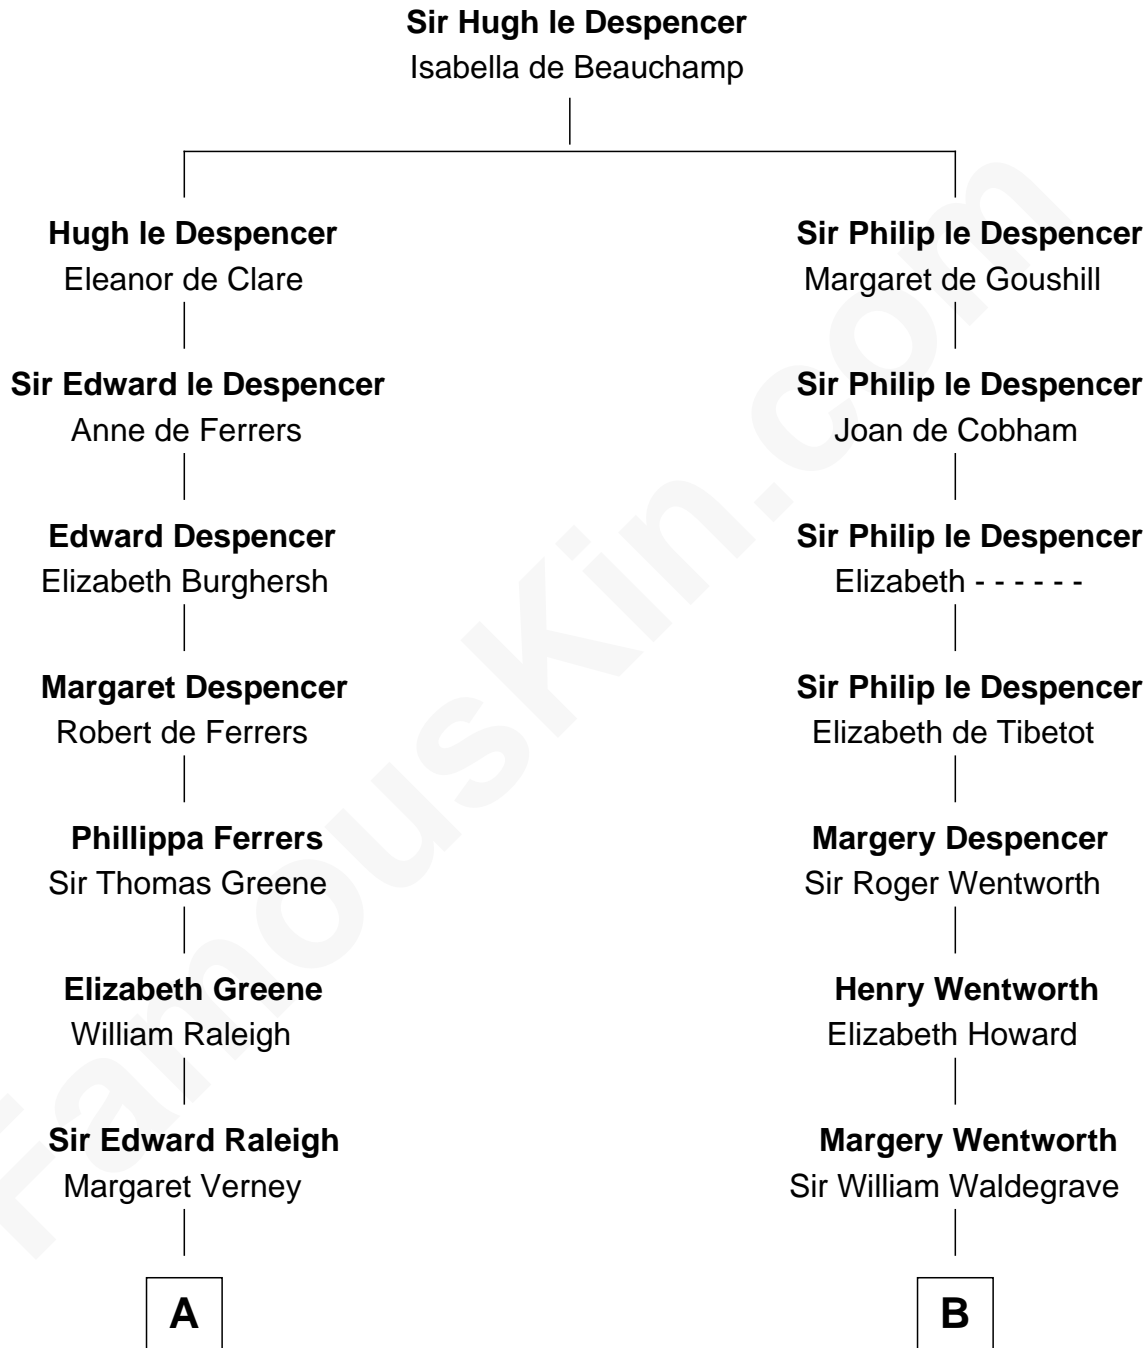 Sir Hugh le Despencer
Isabella de Beauchamp
Hugh le Despencer
Eleanor de Clare
Sir Philip le Despencer
Margaret de Goushill
Sir Edward le Despencer
Anne de Ferrers
Sir Philip le Despencer
Joan de Cobham
Edward Despencer
Elizabeth Burghersh
Sir Philip le Despencer
Elizabeth - - - - - -
Margaret Despencer
Robert de Ferrers
Sir Philip le Despencer
Elizabeth de Tibetot
Phillippa Ferrers
Sir Thomas Greene
Margery Despencer
Sir Roger Wentworth
Elizabeth Greene
William Raleigh
Henry Wentworth
Elizabeth Howard
Sir Edward Raleigh
Margaret Verney
Margery Wentworth
Sir William Waldegrave
A
B
FamousKin.com